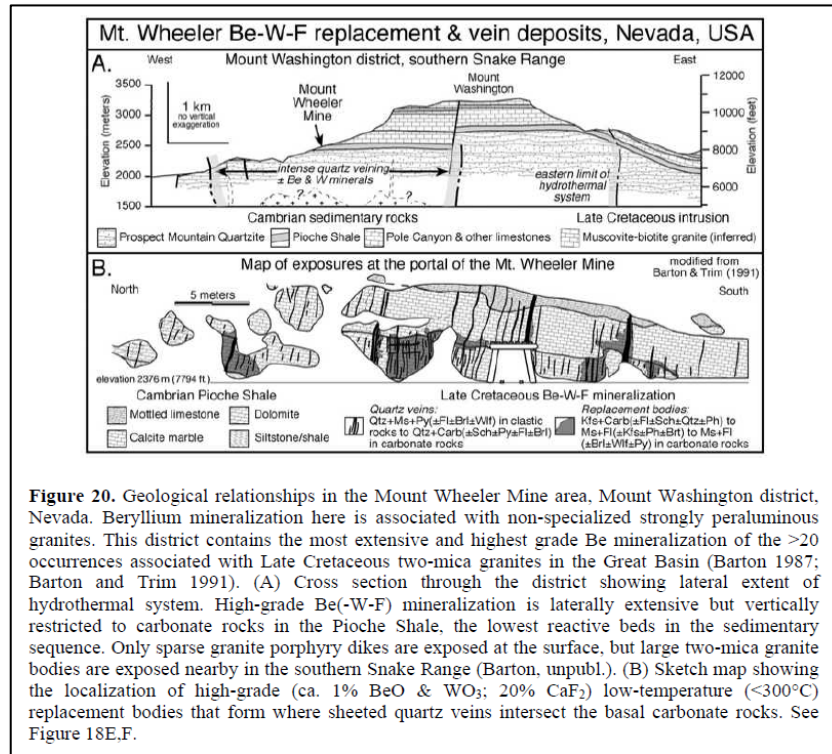 Mt. Wheeler Be-W-F replacement & vein deposits, Nevada, USA
A.
West
Mount Washington district, southern Snake Range
East
Elevation (meters)
3500
3000
2500
2000
1500
1 km
no vertical
exaggeration
Mount
Wheeler
Mine
Mount
Washington
12000
10000
8000
6000
Elevation (feet)
intense quartz veining
± Be & W minerals
eastern limit of
hydrothermal
system
?
?
Cambrian sedimentary rocks
Late Cretaceous intrusion
Prospect Mountain Quartzite
Pioche Shale
Pole Canyon & other limestones
Muscovite-biotite granite (inferred)
B.
Map of exposures at the portal of the Mt. Wheeler Mine
modified from
Barton & Trim (1991)
North
South
5 meters
elevation 2376 m (7794 ft.)
Cambrian Pioche Shale
Late Cretaceous Be-W-F mineralization
Mottled limestone
Dolomite
Calcite marble
Siltstone/shale
Quartz veins:
Qtz+Ms+Py(±Fl±Brl±Wlf) in clastic
rocks to Qtz+Carb(±Sch±Py±Fl±Brl)
in carbonate rocks
Replacement bodies:
Kfs+Carb(±Fl±Sch±Qtz±Ph) to
Ms+Fl(±Kfs±Ph±Brt) to Ms+Fl
(±Brl±Wlf±Py) in carbonate rocks
Figure 20. Geological relationships in the Mount Wheeler Mine area, Mount Washington district,
Nevada. Beryllium mineralization here is associated with non-specialized strongly peraluminous
granites. This district contains the most extensive and highest grade Be mineralization of the >20
occurrences associated with Late Cretaceous two-mica granites in the Great Basin (Barton 1987;
Barton and Trim 1991). (A) Cross section through the district showing lateral extent of
hydrothermal system. High-grade Be(-W-F) mineralization is laterally extensive but vertically
restricted to carbonate rocks in the Pioche Shale, the lowest reactive beds in the sedimentary
sequence. Only sparse granite porphyry dikes are exposed at the surface, but large two-mica granite
bodies are exposed nearby in the southern Snake Range (Barton, unpubl.). (B) Sketch map showing
the localization of high-grade (ca. 1% BeO & WO₃; 20% CaF₂) low-temperature (<300°C)
replacement bodies that form where sheeted quartz veins intersect the basal carbonate rocks. See
Figure 18E,F.